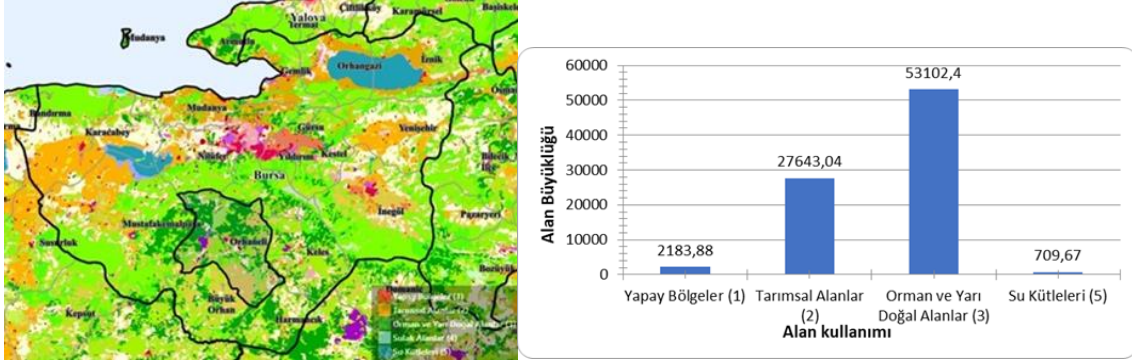 Yalova
Termal
Çiftlikköy
Karamürsel
Başiskele
Mudanya
Armutlu
Orhangazi
İznik
Gemlik
Mudanya
Bandırma
Karacabey
Gürsu
Yenişehir
Nilüfer
Yıldırım
Kestel
Bursa
Bilecik
İnegöl
Pazaryeri
Mustafakemalpaşa
Orhaneli
Susurluk
Keles
Bozüyük
Domaniç
Büyük
Orhan
Harmancık
Kepsut
Yapay Bölgeler (1)
Tarımsal Alanlar (2)
Orman ve Yarı Doğal Alanlar (3)
Sulak Alanlar (4)
Su Kütleleri (5)
Alan Büyüklüğü
60000
50000
40000
30000
20000
10000
0
2183,88
27643,04
53102,4
709,67
Yapay Bölgeler (1)
Tarımsal Alanlar
(2)
Orman ve Yarı
Doğal Alanlar (3)
Su Kütleleri (5)
Alan kullanımı